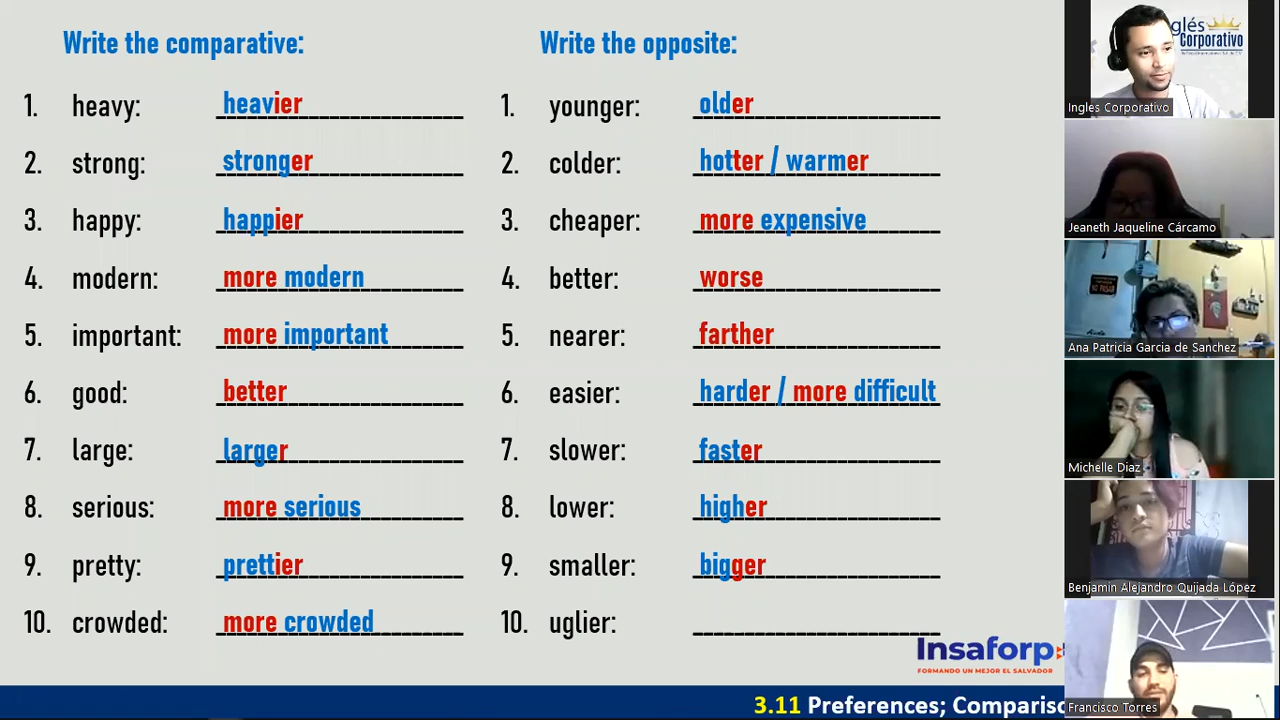 Write the comparative:
1. heavy: heavier
2. strong: stronger
3. happy: happier
4. modern: more modern
5. important: more important
6. good: better
7. large: larger
8. serious: more serious
9. pretty: prettier
10. crowded: more crowded
Write the opposite:
1. younger: older
2. colder: hotter / warmer
3. cheaper: more expensive
4. better: worse
5. nearer: farther
6. easier: harder / more difficult
7. slower: faster
8. lower: higher
9. smaller: bigger
10. uglier:
Insaforp
FORMANDO UN MEJOR EL SALVADOR
3.11 Preferences;
glés
Corporativo
Ingles Corporativo
Jeaneth Jaqueline Cárcamo
NO PASAR
Ana Patricia Garcia de Sanchez
Michelle Diaz
Benjamin Alejandro Quijada López
Francisco Torres